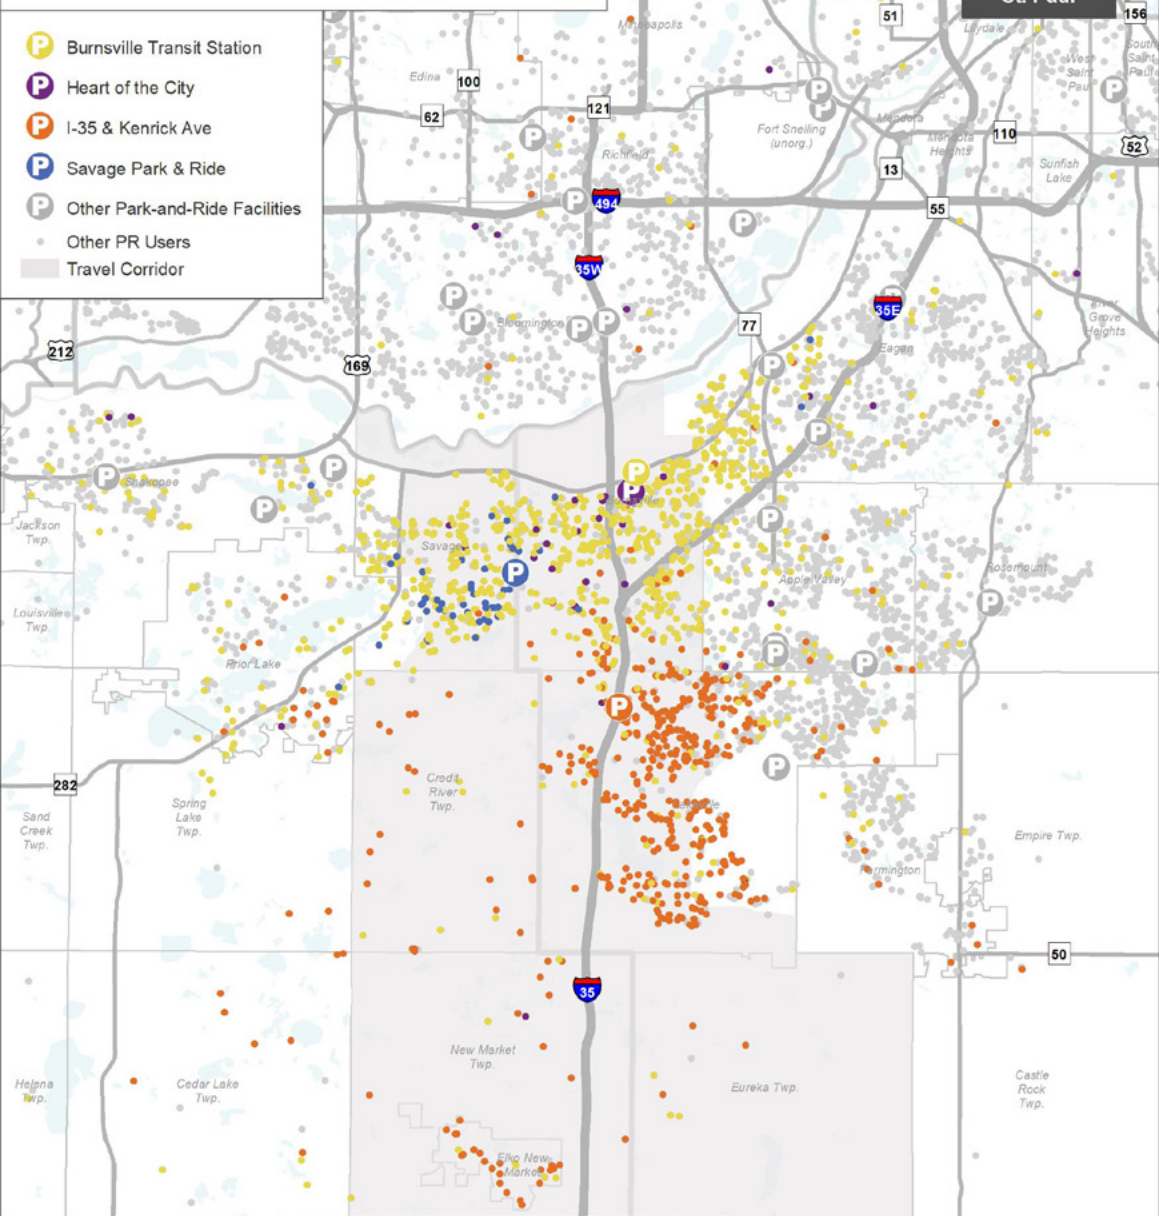 St. Paul
P Burnsville Transit Station
P Heart of the City
P I-35 & Kenrick Ave
P Savage Park & Ride
P Other Park-and-Ride Facilities
Other PR Users
Travel Corridor
Minneapolis
51
Lilydale
156
South
Saint
Paul
West
Saint
Paul
Edina
100
62
121
Richfield
Fort Snelling
(unorg.)
Mendota
Mendota
Heights
110
52
Sunfish
Lake
13
494
55
35W
Bloomington
77
35E
Eagan
Grove
Heights
212
169
Shakopee
Jackson
Twp.
Savage
Apple Valley
Rosemount
Louisville
Twp.
Prior Lake
282
Credit
River
Twp.
Sand
Creek
Twp.
Spring
Lake
Twp.
Empire Twp.
Farmington
50
35
New Market
Twp.
Eureka Twp.
Castle
Rock
Twp.
Helena
Twp.
Cedar Lake
Twp.
Elko New
Market